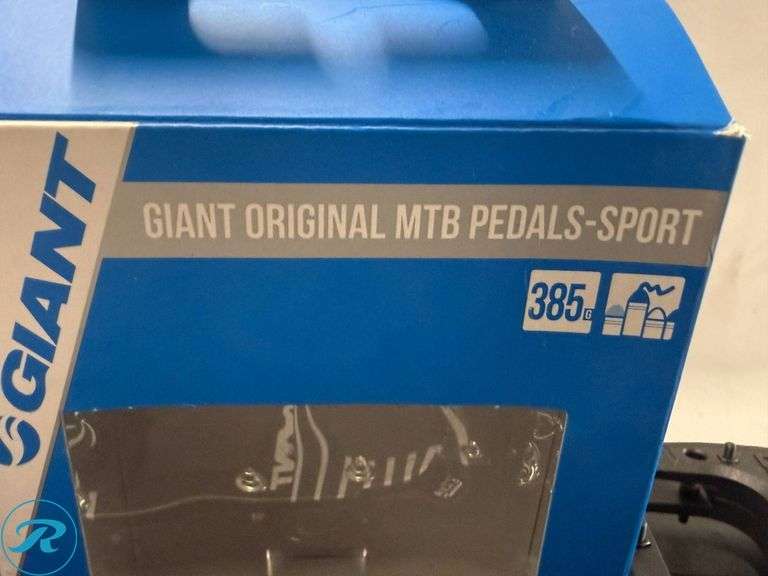 GIANT
GIANT ORIGINAL MTB PEDALS-SPORT
385G
R